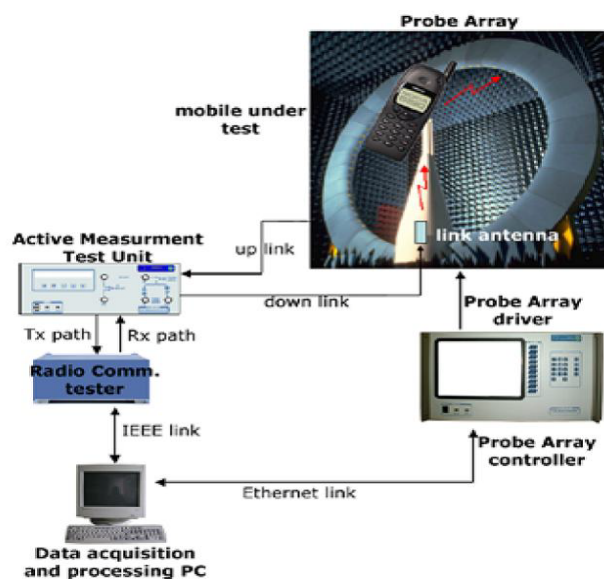 Probe Array
mobile under
test
link antenna
up link
Active Measurment
Test Unit
down link
Probe Array
driver
Tx path
Rx path
Radio Comm.
tester
IEEE link
Probe Array
controller
Ethernet link
Data acquisition
and processing PC